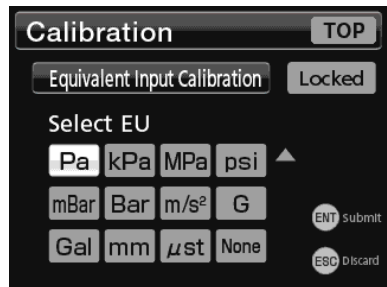 Calibration TOP
Equivalent Input Calibration Locked
Select EU
Pa kPa MPa psi
mBar Bar m/s² G
ENT Submit
Gal mm μst None
ESC Discard